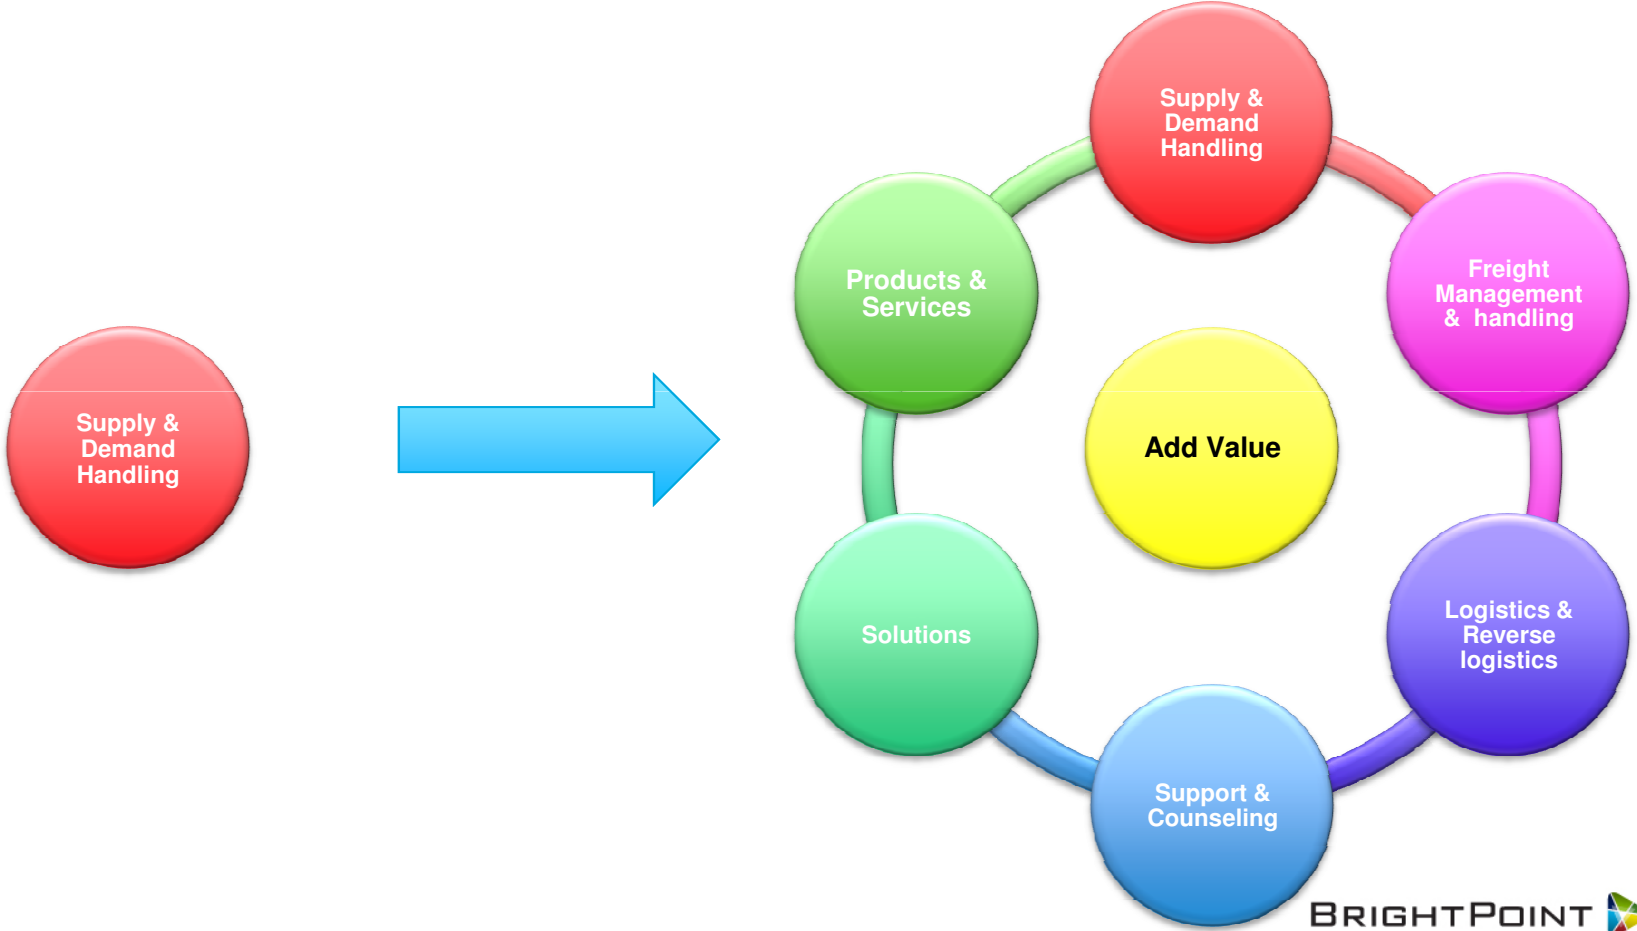 Supply &
Demand
Handling
Supply &
Demand
Handling
Products &
Services
Freight
Management
& handling
Add Value
Solutions
Logistics &
Reverse
logistics
Support &
Counseling
BRIGHTPOINT